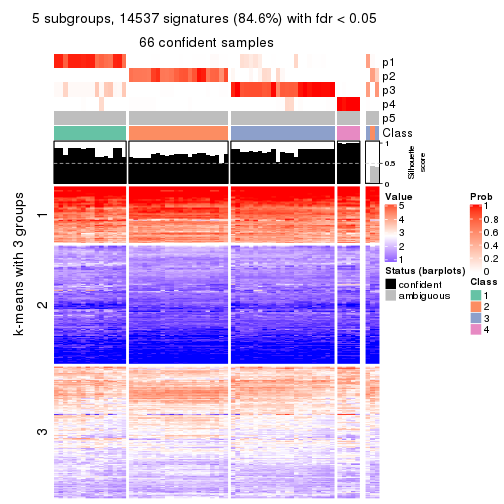 5 subgroups, 14537 signatures (84.6%) with fdr < 0.05
66 confident samples
p1
p2
p3
p4
p5
Class
1
0.5
0
Silhouette
score
k-means with 3 groups
1
2
3
Value
5
4
3
2
1
Status (barplots)
confident
ambiguous
Prob
1
0.8
0.6
0.4
0.2
0
Class
1
2
3
4